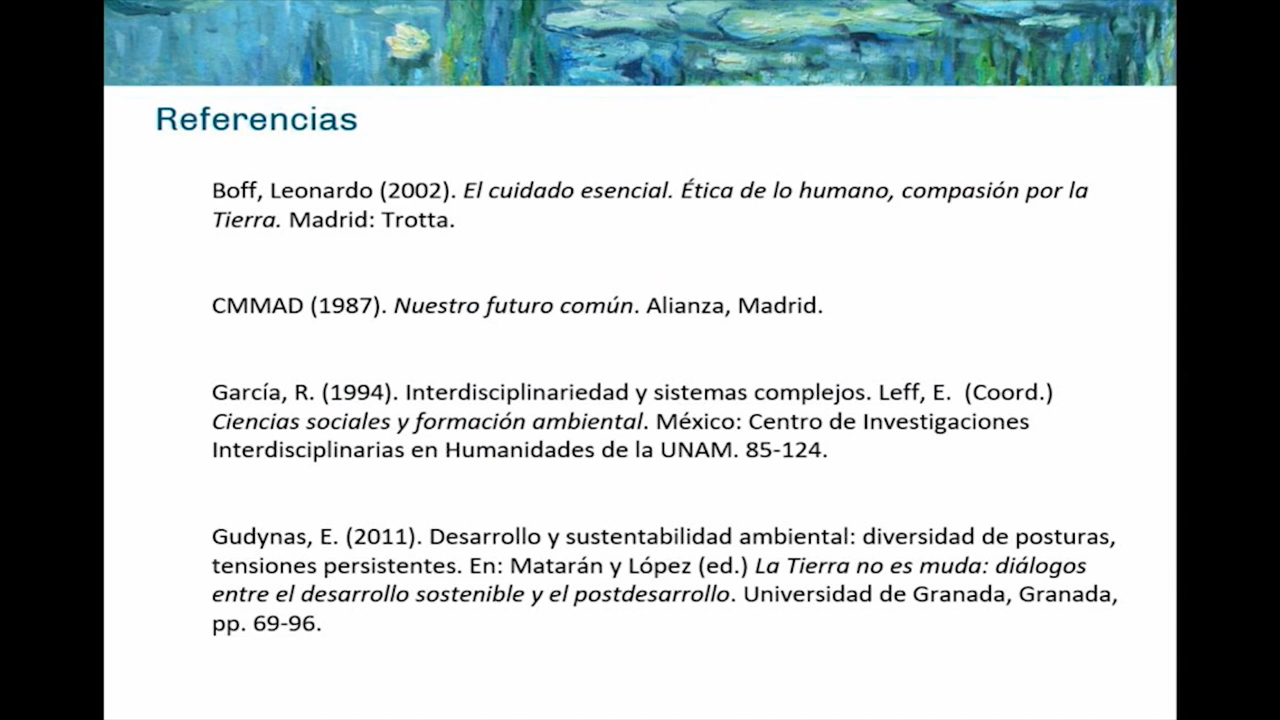 Referencias
Boff, Leonardo (2002). El cuidado esencial. Ética de lo humano, compasión por la
Tierra. Madrid: Trotta.
CMMAD (1987). Nuestro futuro común. Alianza, Madrid.
García, R. (1994). Interdisciplinariedad y sistemas complejos. Leff, E.  (Coord.)
Ciencias sociales y formación ambiental. México: Centro de Investigaciones
Interdisciplinarias en Humanidades de la UNAM. 85-124.
Gudynas, E. (2011). Desarrollo y sustentabilidad ambiental: diversidad de posturas,
tensiones persistentes. En: Matarán y López (ed.) La Tierra no es muda: diálogos
entre el desarrollo sostenible y el postdesarrollo. Universidad de Granada, Granada,
pp. 69-96.